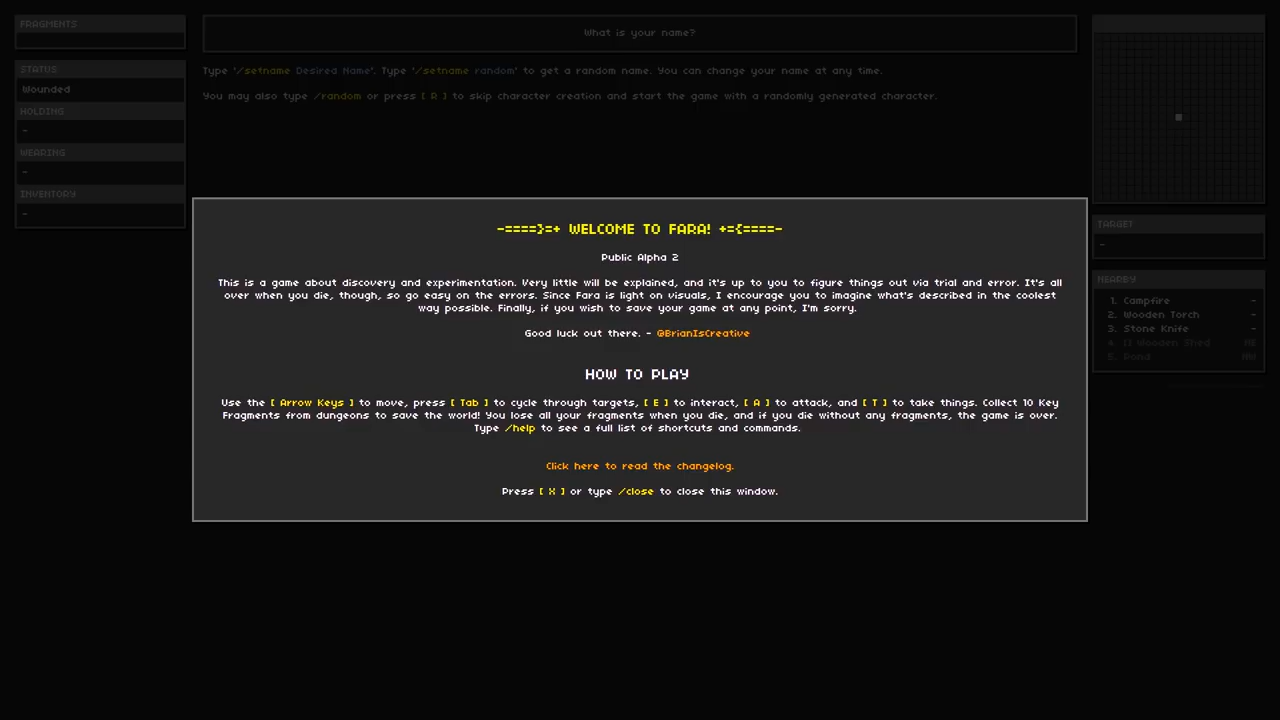 FRAGMENTS
What is your name?
Type '/setname Desired Name'. Type '/setname random' to get a random name. You can change your name at any time.
You may also type /random or press [ R ] to skip character creation and start the game with a randomly generated character.
STATUS
Wounded
HOLDING
-
WEARING
-
INVENTORY
-
-====}=+ WELCOME TO FARA! +={====-
Public Alpha 2
This is a game about discovery and experimentation. Very little will be explained, and it's up to you to figure things out via trial and error. It's all
over when you die, though, so go easy on the errors. Since Fara is light on visuals, I encourage you to imagine what's described in the coolest
way possible. Finally, if you wish to save your game at any point, I'm sorry.
Good luck out there. - @BrianIsCreative
HOW TO PLAY
Use the [ Arrow Keys ] to move, press [ Tab ] to cycle through targets, [ E ] to interact, [ A ] to attack, and [ T ] to take things. Collect 10 Key
Fragments from dungeons to save the world! You lose all your fragments when you die, and if you die without any fragments, the game is over.
Type /help to see a full list of shortcuts and commands.
Click here to read the changelog.
Press [ X ] or type /close to close this window.
TARGET
-
NEARBY
1. Campfire -
2. Wooden Torch -
3. Stone Knife -
4. Wooden Shed
5. Pond NW